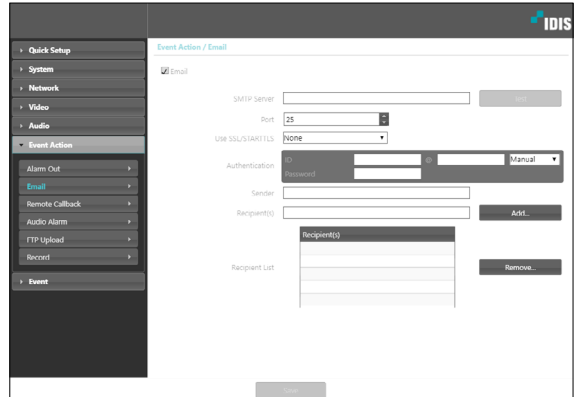 IDIS
Quick Setup
System
Network
Video
Audio
Event Action
Alarm Out
Email
Remote Callback
Audio Alarm
FTP Upload
Record
Event
Event Action / Email
Email
SMTP Server
Test
Port 25
Use SSL/STARTTLS None
Authentication ID @ Manual
Password
Sender
Recipient(s) Add...
Recipient(s)
Recipient List Remove...
Save